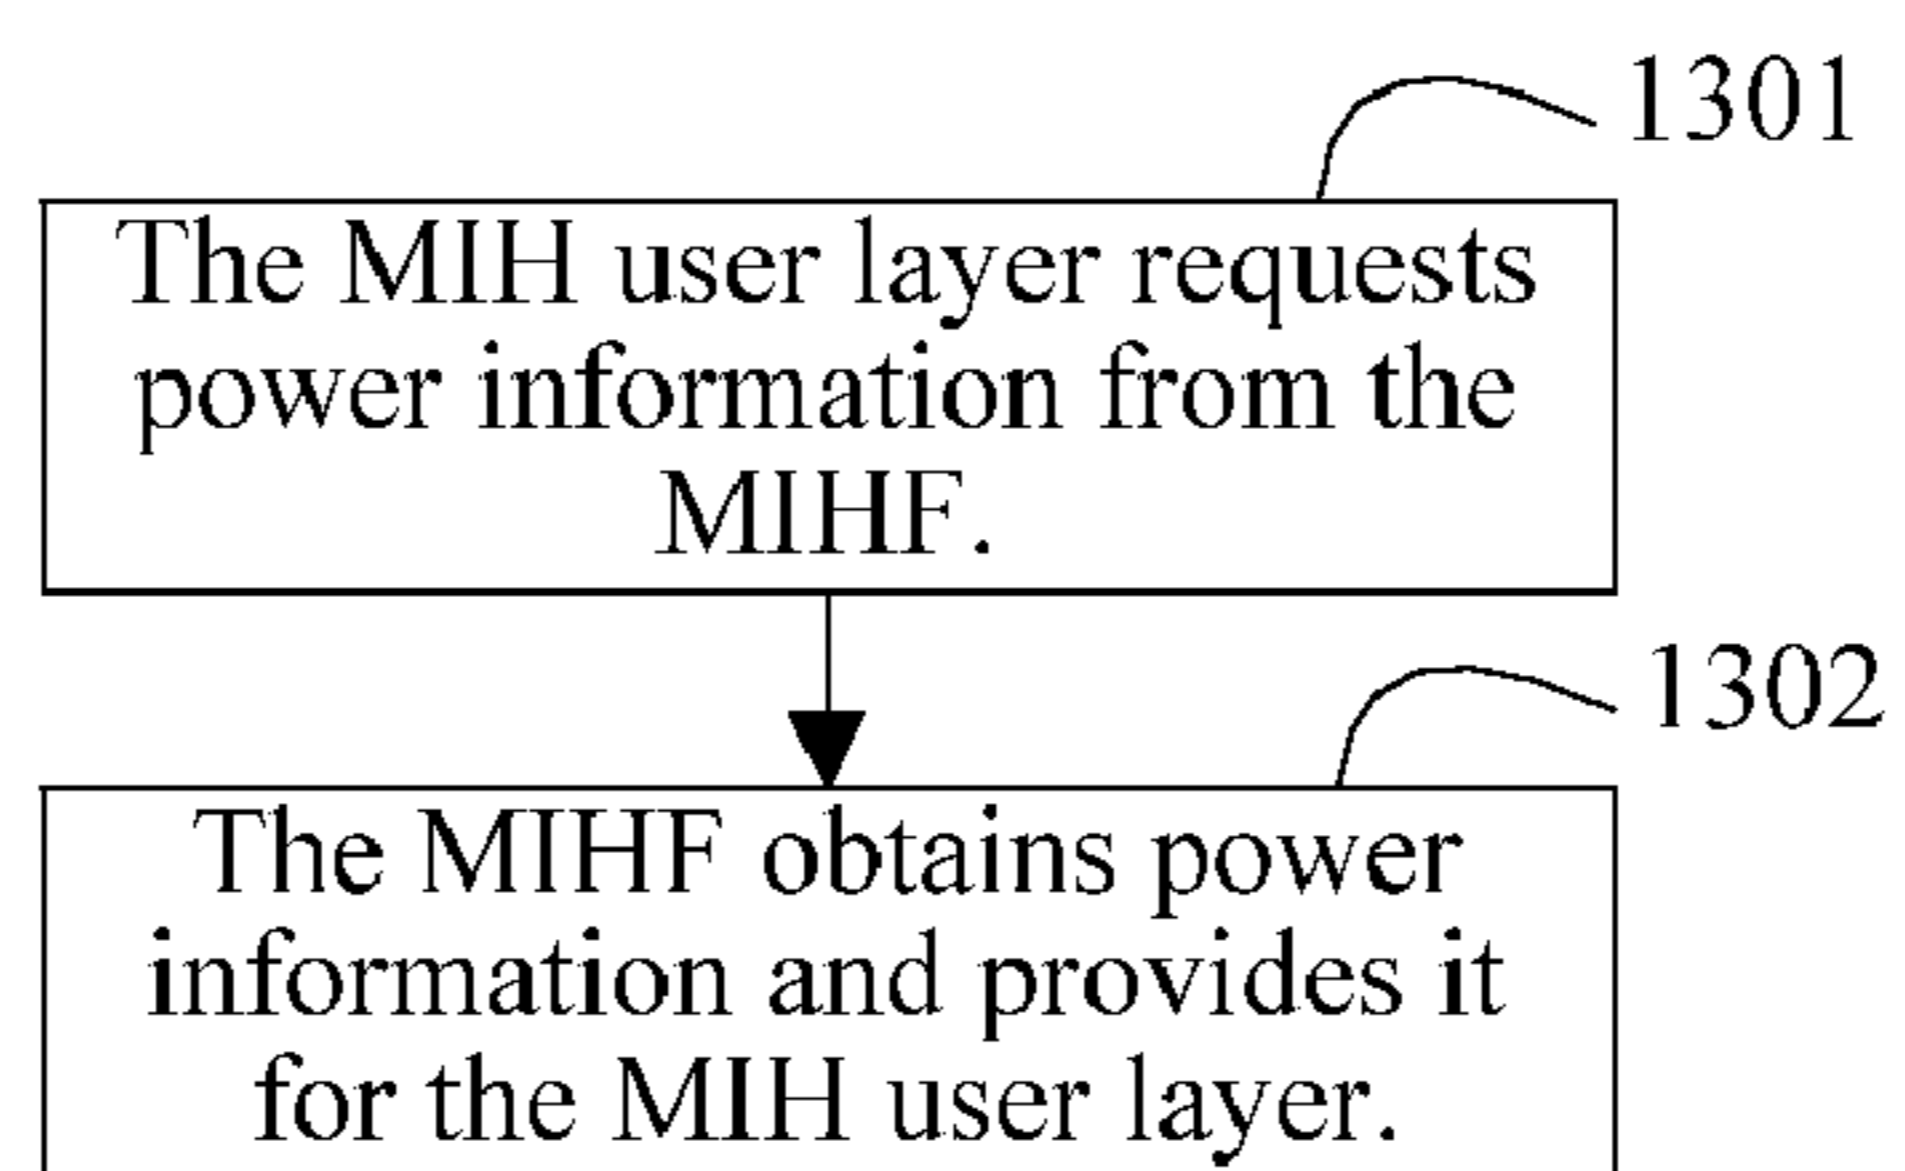 1301
The MIH user layer requests
power information from the
MIHF.
1302
The MIHF obtains power
information and provides it
for the MIH user layer.